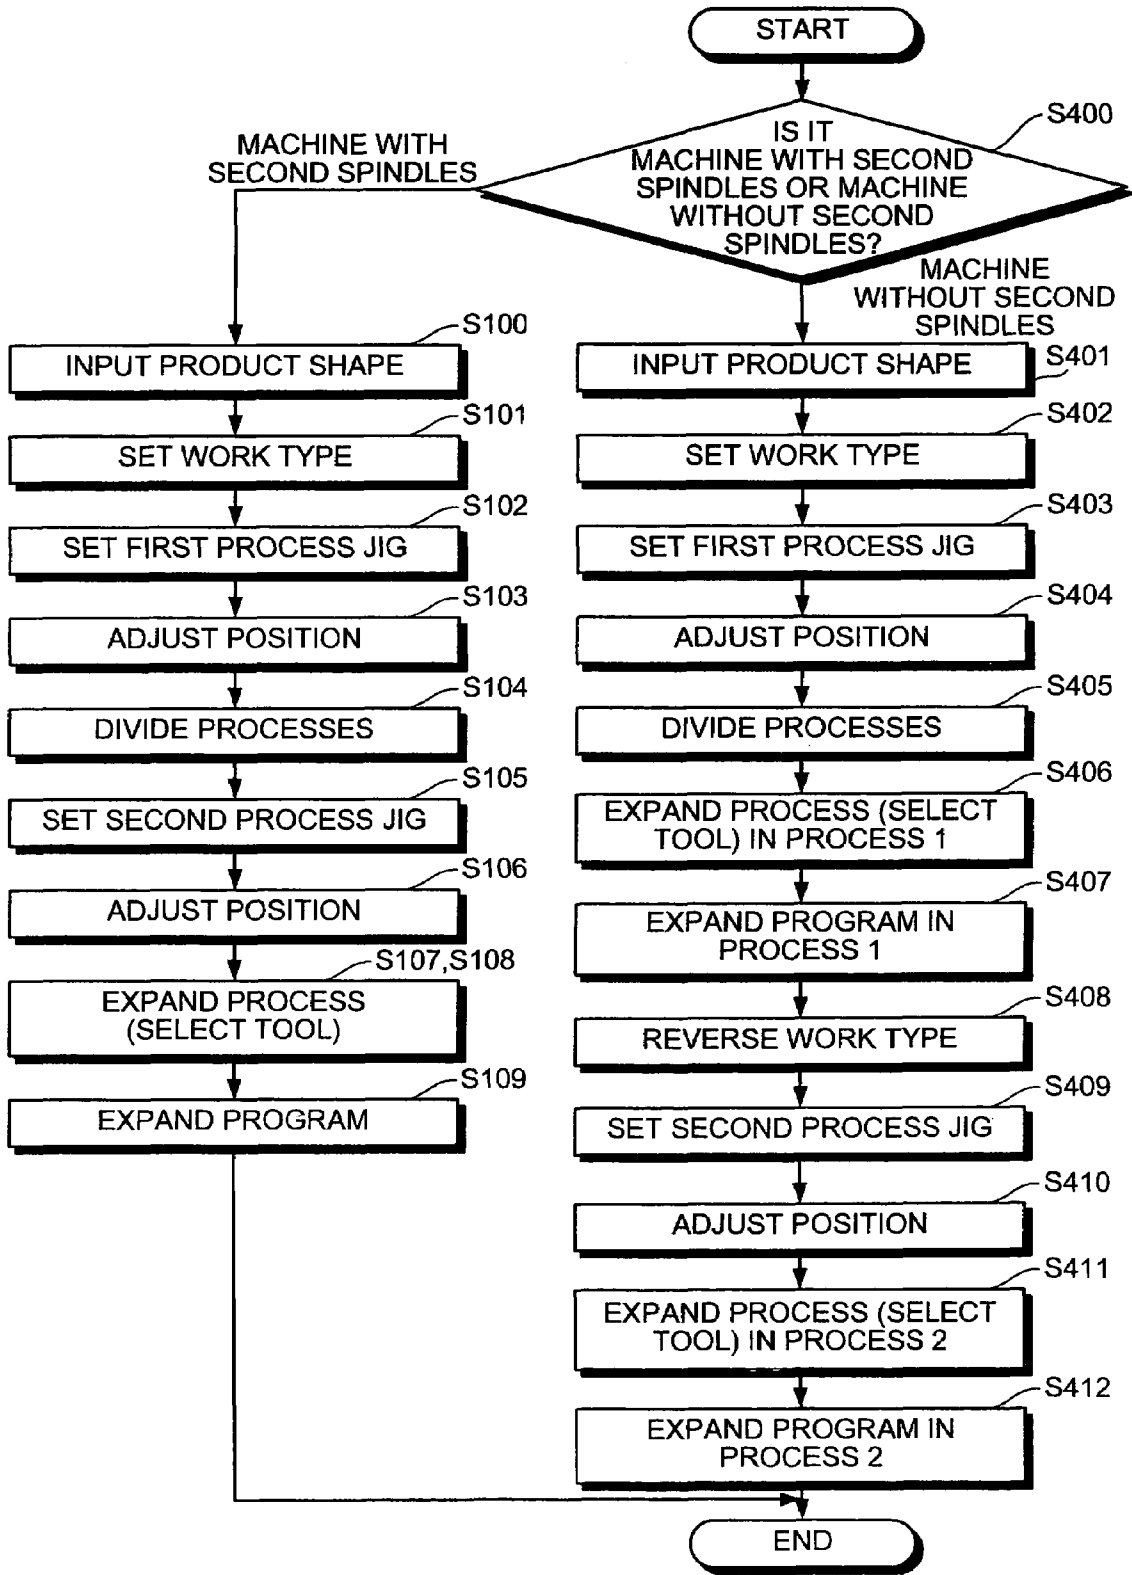 START
S400
IS IT
MACHINE WITH SECOND
SPINDLES OR MACHINE
WITHOUT SECOND
SPINDLES?
MACHINE WITH
SECOND SPINDLES
MACHINE
WITHOUT SECOND
SPINDLES
S100
INPUT PRODUCT SHAPE
S101
SET WORK TYPE
S102
SET FIRST PROCESS JIG
S103
ADJUST POSITION
S104
DIVIDE PROCESSES
S105
SET SECOND PROCESS JIG
S106
ADJUST POSITION
S107,S108
EXPAND PROCESS
(SELECT TOOL)
S109
EXPAND PROGRAM
S401
INPUT PRODUCT SHAPE
S402
SET WORK TYPE
S403
SET FIRST PROCESS JIG
S404
ADJUST POSITION
S405
DIVIDE PROCESSES
S406
EXPAND PROCESS (SELECT
TOOL) IN PROCESS 1
S407
EXPAND PROGRAM IN
PROCESS 1
S408
REVERSE WORK TYPE
S409
SET SECOND PROCESS JIG
S410
ADJUST POSITION
S411
EXPAND PROCESS (SELECT
TOOL) IN PROCESS 2
S412
EXPAND PROGRAM IN
PROCESS 2
END